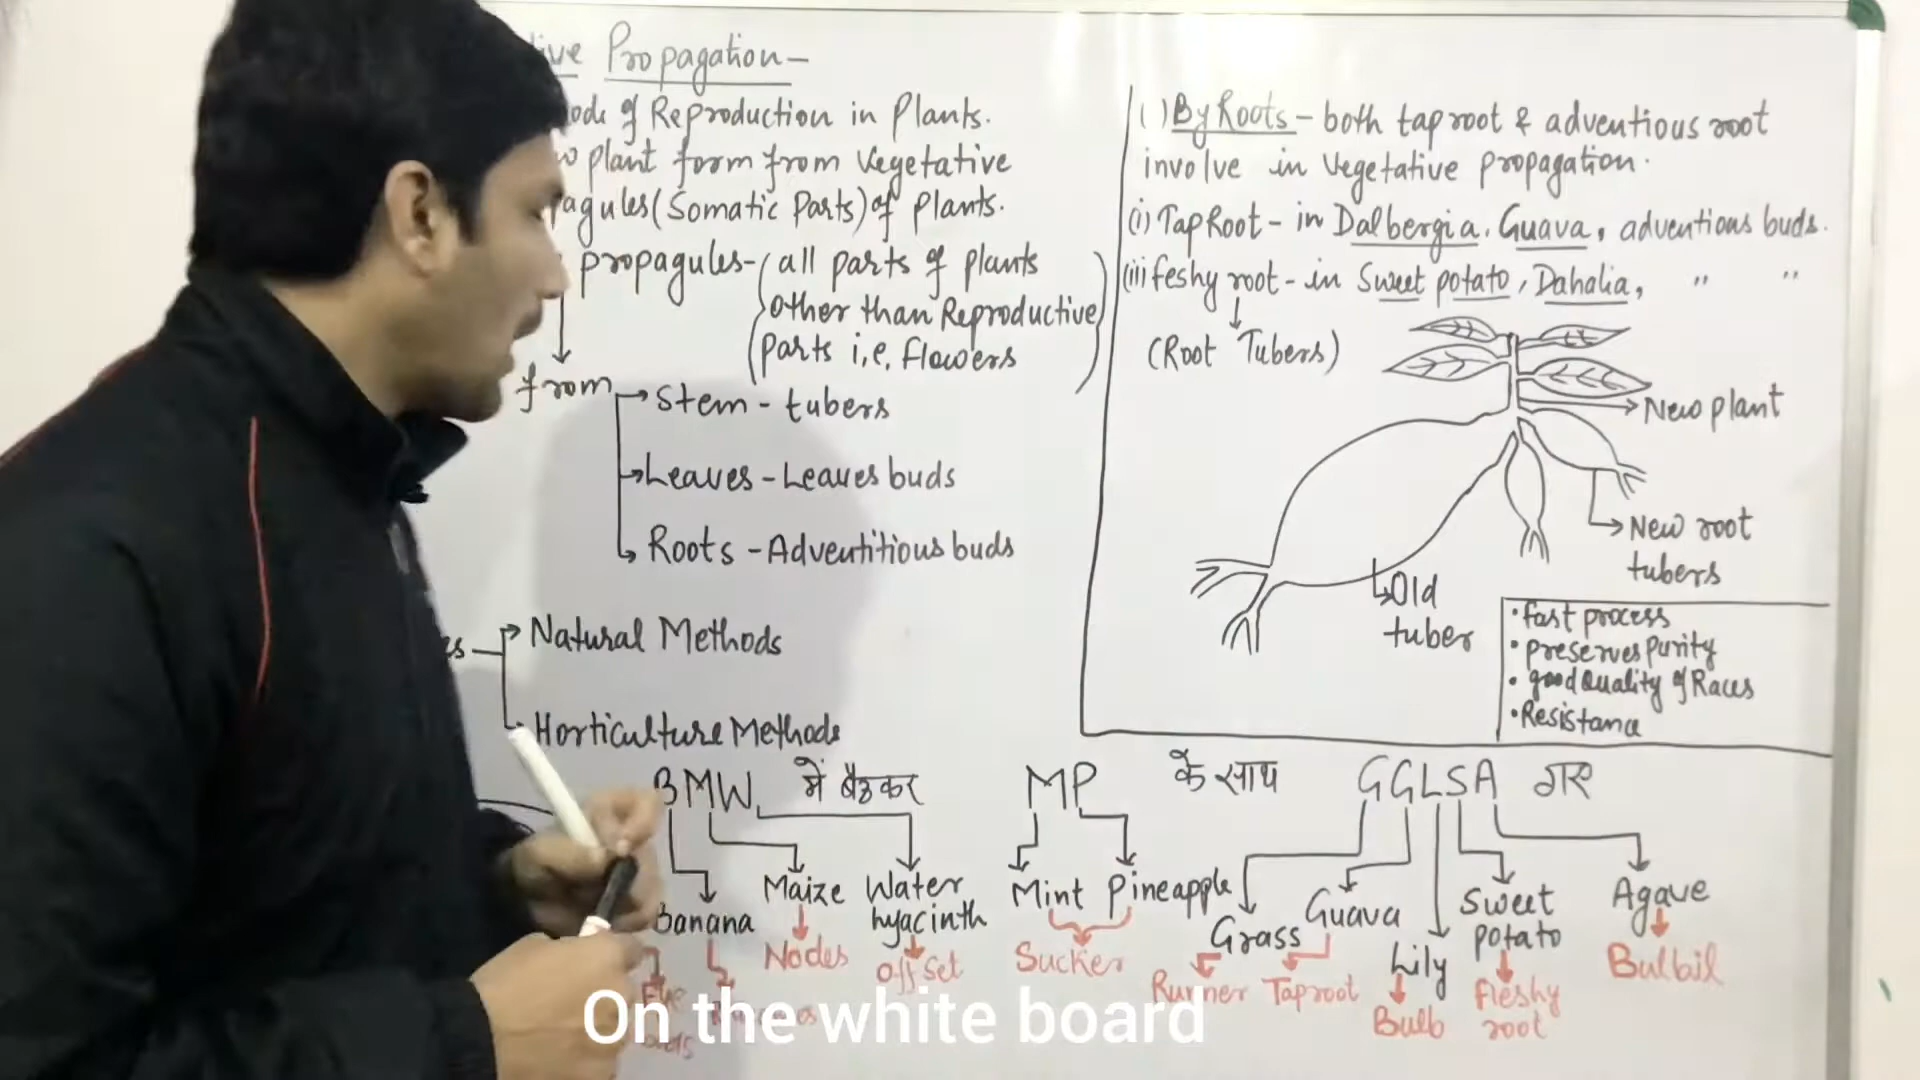 Propagation-
of Reproduction in Plants.
plant form from Vegetative
(Somatic Parts) of plants.
propagules- (all parts of plants
other than Reproductive
parts i,e, flowers)
from
Stem - tubers
Leaves - Leaves buds
Roots - Adventitious buds
Natural Methods
Horticulture Methods
(i) By Roots - both tap root & adventious root
involve in Vegetative propagation.
(i) Tap Root - in Dalbergia, Guava, adventious buds.
(ii) feshy root - in Sweet potato, Dahalia, " "
(Root Tubers)
New plant
New root
tubers
Old
tuber
• fast process
• preserves purity
• good Quality of Races
• Resistance
BMW में बैठकर MP के साथ GGLSA गए
Banana
Maize
Nodes
Water
hyacinth
off set
Mint Pineapple
Sucker
Grass
Runner
Guava
Taproot
Lily
Bulb
Sweet
potato
fleshy
root
Agave
Bulbil
On the white board